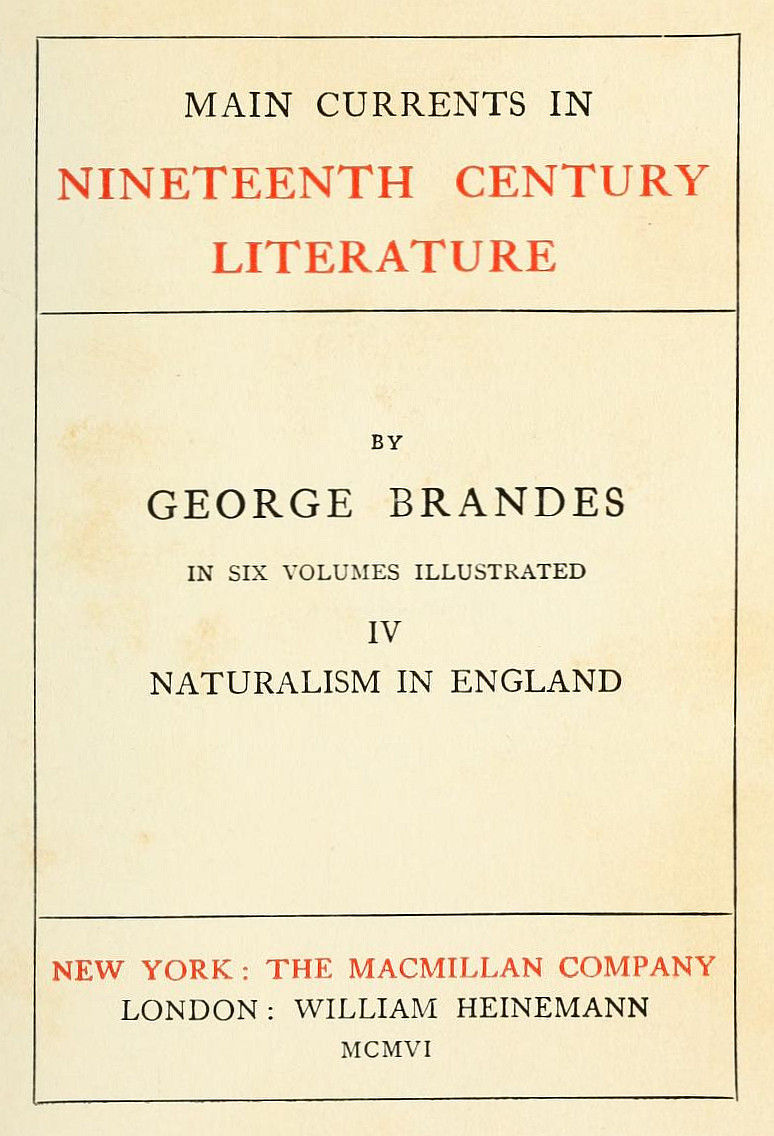 MAIN CURRENTS IN
NINETEENTH CENTURY
LITERATURE
BY
GEORGE BRANDES
IN SIX VOLUMES ILLUSTRATED
IV
NATURALISM IN ENGLAND
NEW YORK: THE MACMILLAN COMPANY
LONDON: WILLIAM HEINEMANN
MCMVI